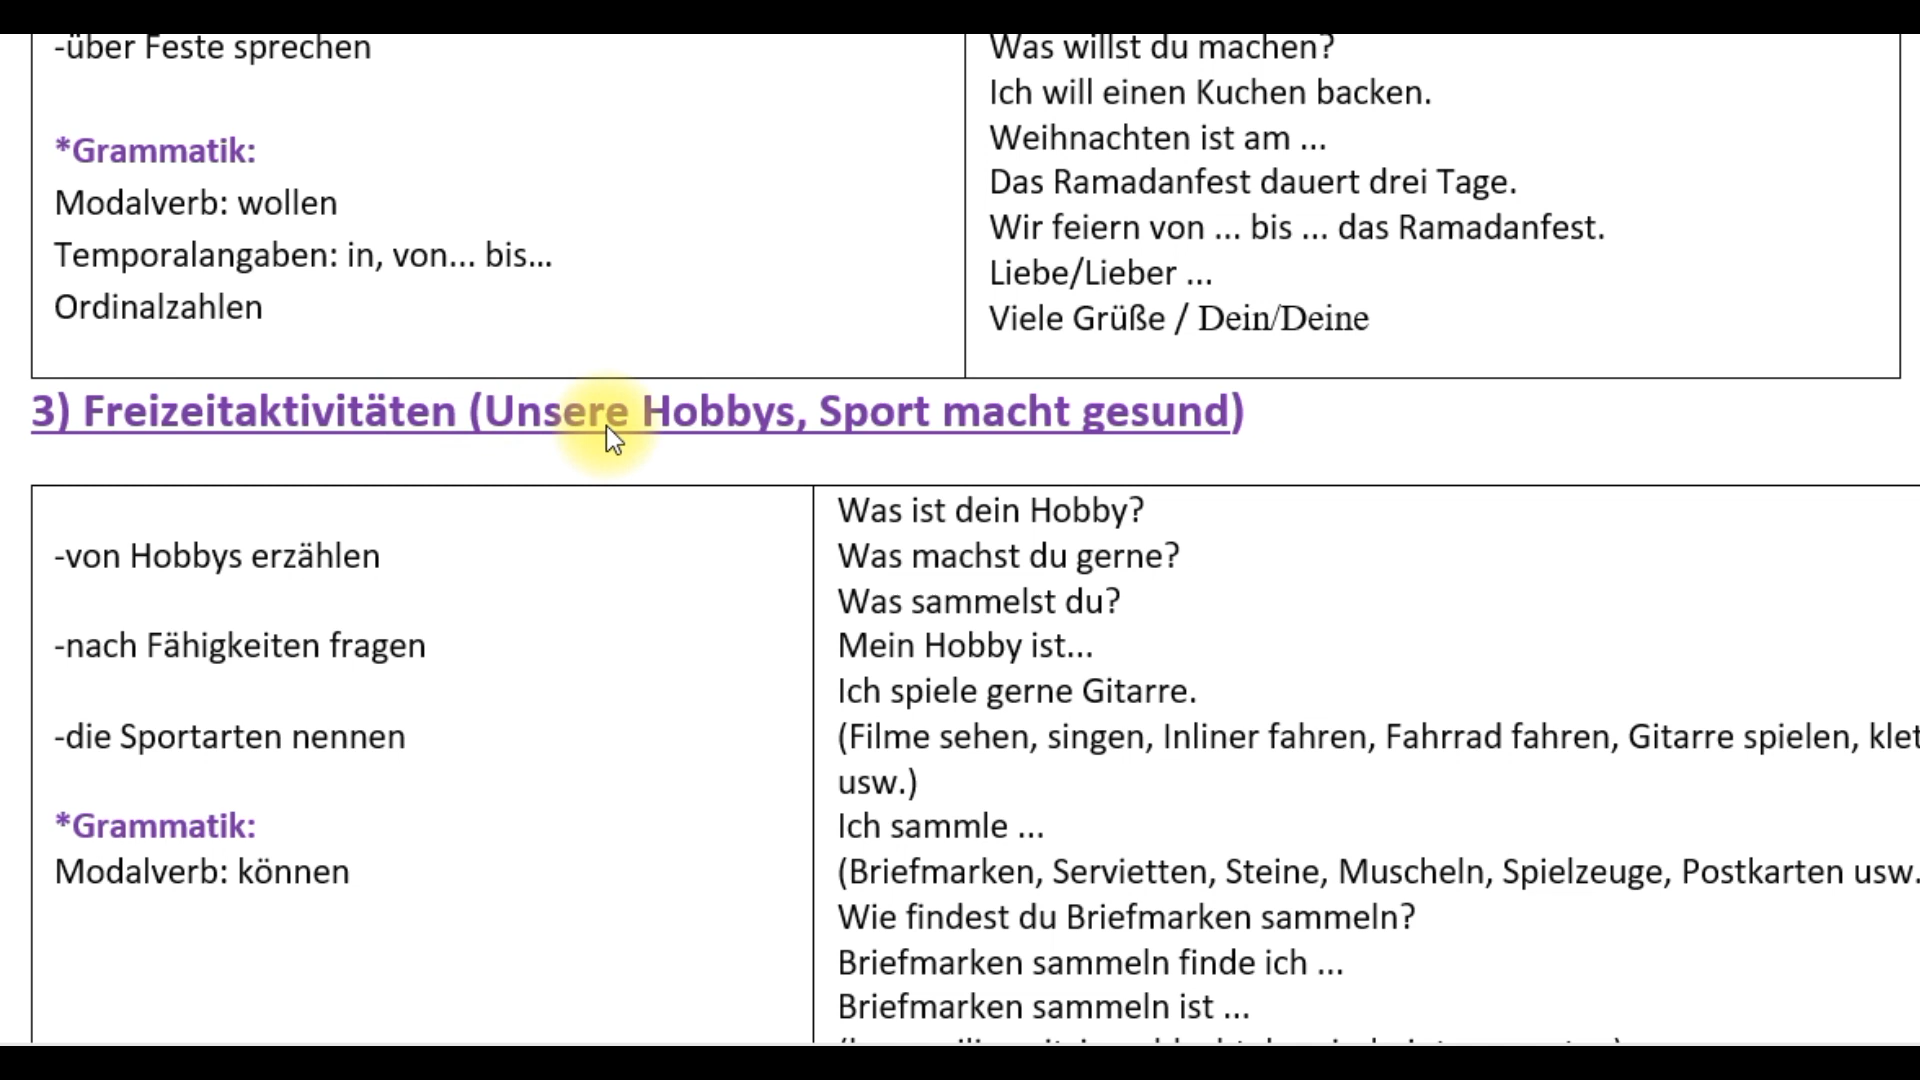 -über Feste sprechen
*Grammatik:
Modalverb: wollen
Temporalangaben: in, von... bis...
Ordinalzahlen
Was willst du machen?
Ich will einen Kuchen backen.
Weihnachten ist am ...
Das Ramadanfest dauert drei Tage.
Wir feiern von ... bis ... das Ramadanfest.
Liebe/Lieber ...
Viele Grüße / Dein/Deine
3) Freizeitaktivitäten (Unsere Hobbys, Sport macht gesund)
-von Hobbys erzählen
-nach Fähigkeiten fragen
-die Sportarten nennen
*Grammatik:
Modalverb: können
Was ist dein Hobby?
Was machst du gerne?
Was sammelst du?
Mein Hobby ist...
Ich spiele gerne Gitarre.
(Filme sehen, singen, Inliner fahren, Fahrrad fahren, Gitarre spielen, klet
usw.)
Ich sammle ...
(Briefmarken, Servietten, Steine, Muscheln, Spielzeuge, Postkarten usw.
Wie findest du Briefmarken sammeln?
Briefmarken sammeln finde ich ...
Briefmarken sammeln ist ...